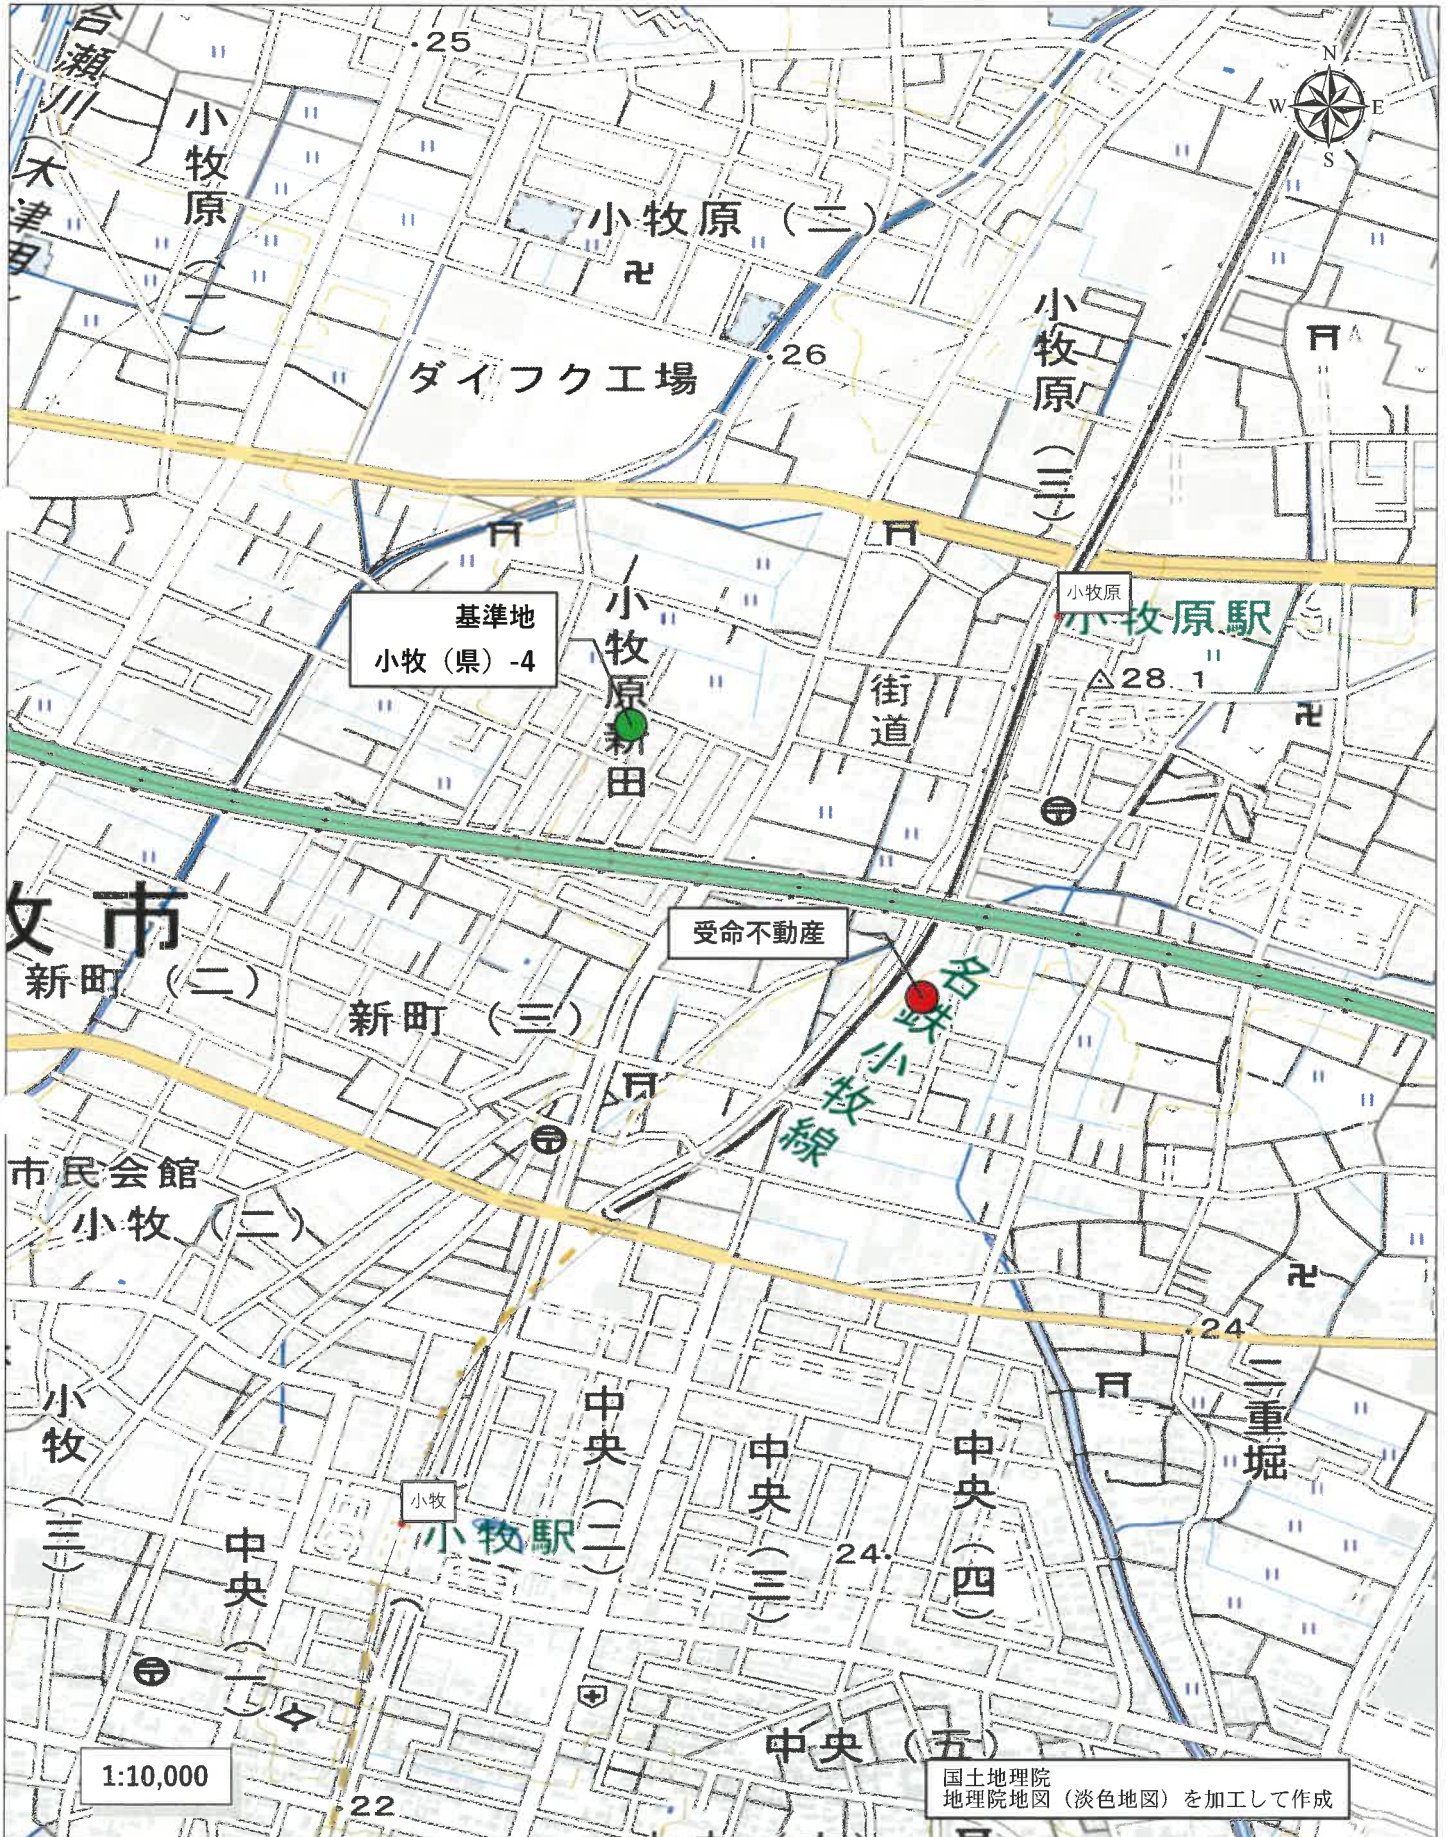 合瀬川
（木津用
・25
小牧原（一）
小牧原（二）
N
W
E
S
・26
ダイフク工場
小牧原（三）
基準地
小牧（県）-4
小牧原新田
小牧原
小牧原駅
28.1
街道
受命不動産
名鉄小牧線
牧市
新町（二）
新町（三）
市民会館
小牧（二）
・24
二重堀
小牧（三）
中央（二）
中央（三）
中央（四）
小牧
小牧駅
24・
中央（一）
中央（五）
1:10,000
・22
国土地理院
地理院地図（淡色地図）を加工して作成